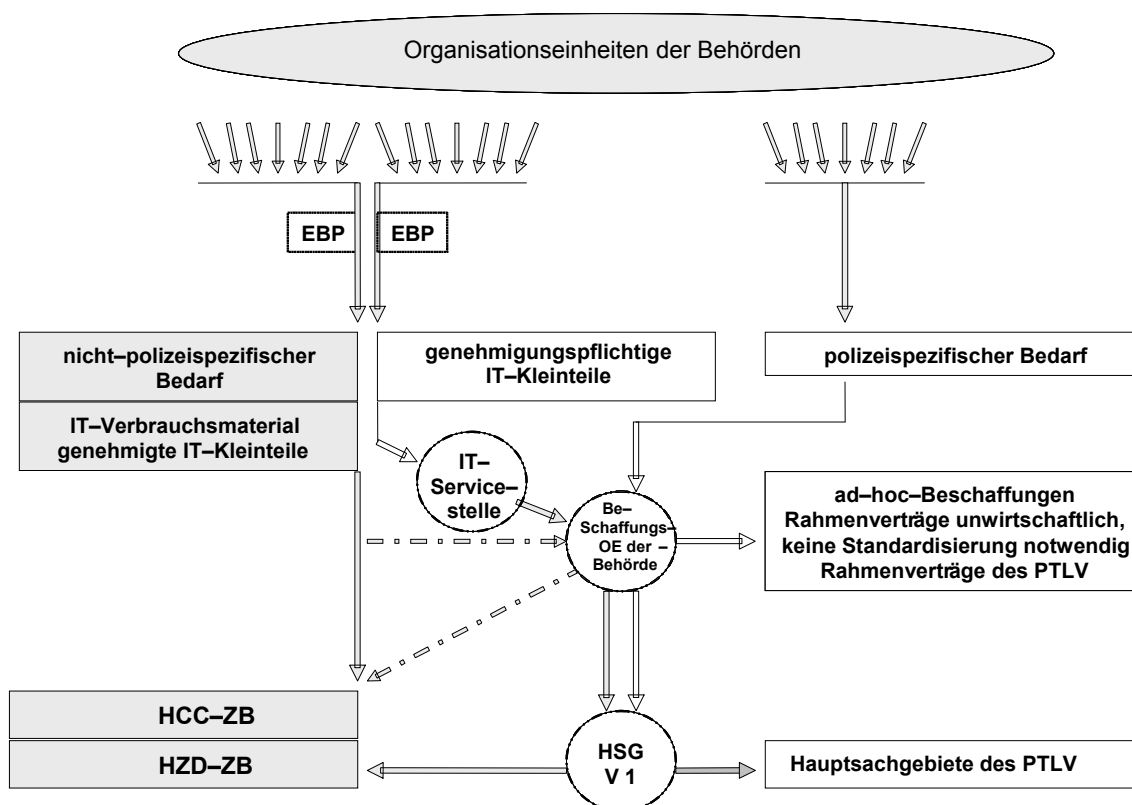 Organisationseinheiten der Behörden
EBP
EBP
nicht–polizeispezifischer
Bedarf
genehmigungspflichtige
IT–Kleinteile
polizeispezifischer Bedarf
IT–Verbrauchsmaterial
genehmigte IT–Kleinteile
IT–
Service–
stelle
Be–
Schaffungs–
OE der –
Behörde
ad–hoc–Beschaffungen
Rahmenverträge unwirtschaftlich,
keine Standardisierung notwendig
Rahmenverträge des PTLV
HCC–ZB
HZD–ZB
HSG
V 1
Hauptsachgebiete des PTLV